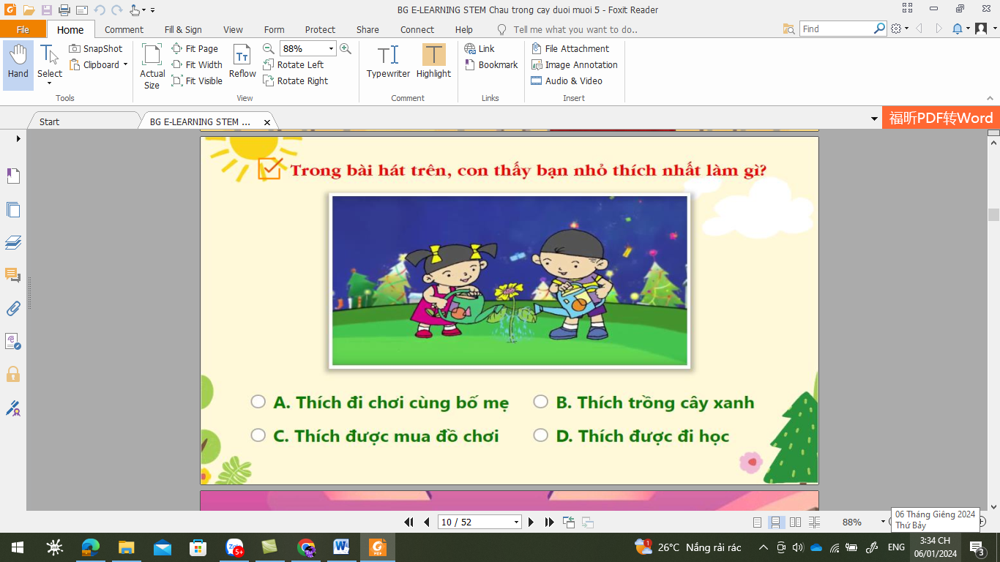 BG E-LEARNING STEM Chau trong cay duoi muoi 5 - Foxit Reader
File Home Comment Fill & Sign View Form Protect Share Connect Help Tell me what you want to do.. Find
Hand
Select
SnapShot
Clipboard
Tools
Actual Size
Fit Page
Fit Width
Fit Visible
Reflow
88%
Rotate Left
Rotate Right
View
Typewriter
Highlight
Comment
Link
Bookmark
Links
File Attachment
Image Annotation
Audio & Video
Insert
Start
BG E-LEARNING STEM ...
福昕PDF转Word
Trong bài hát trên, con thấy bạn nhỏ thích nhất làm gì?
A. Thích đi chơi cùng bố mẹ
B. Thích trồng cây xanh
C. Thích được mua đồ chơi
D. Thích được đi học
10 / 52
88%
06 Tháng Giêng 2024
Thứ Bảy
5+
1
26°C Nắng rải rác
ENG
3:34 CH
06/01/2024
3